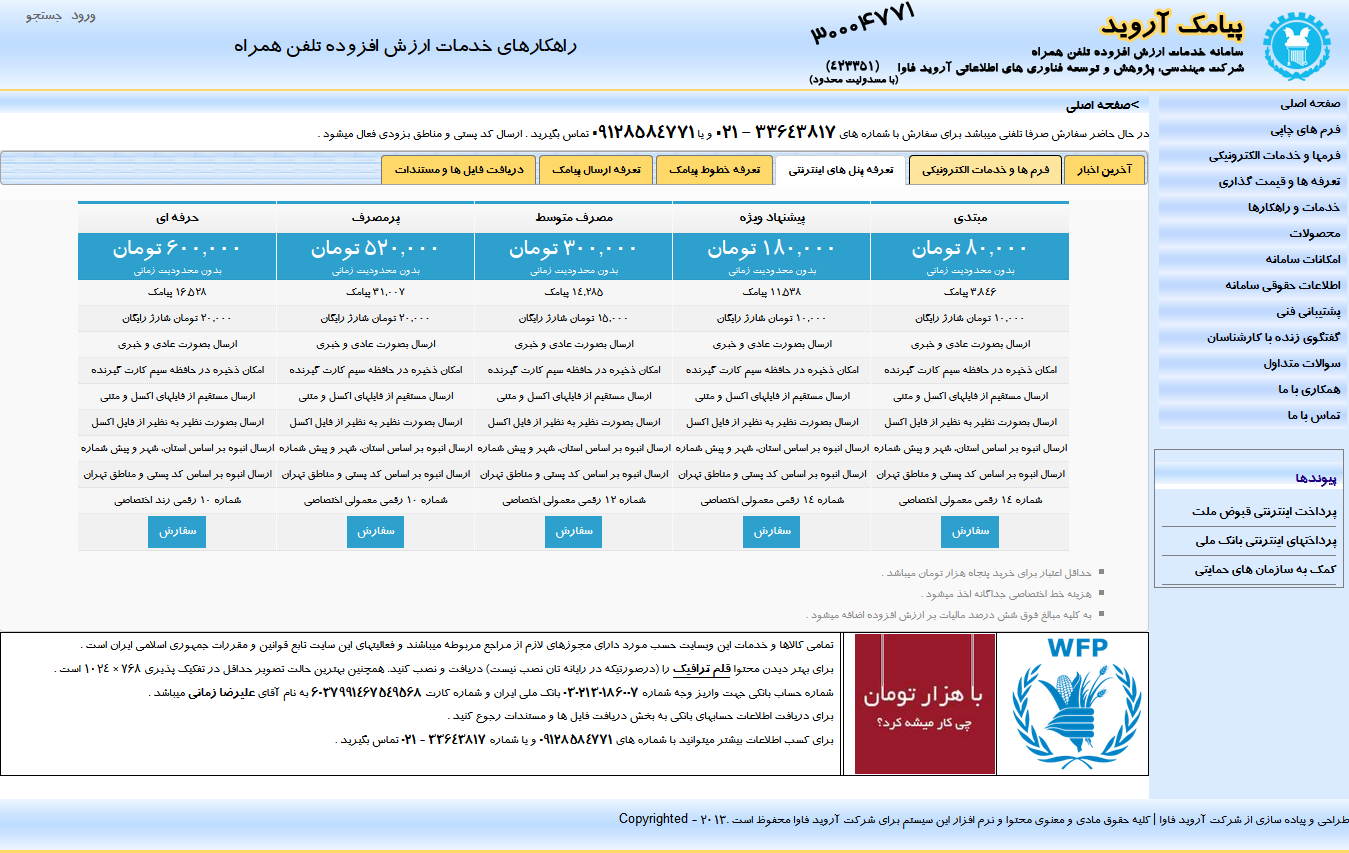 ورود جستجو
پیامک آروید
سامانه خدمات ارزش افزوده تلفن همراه
شرکت مهندسی، پژوهش و توسعه فناوری های اطلاعاتی آروید فاوا (۴۲۳۳۵۱)
(با مسدولیت محدود)
۳۰۰۰۴۷۷۱
راهکارهای خدمات ارزش افزوده تلفن همراه
صفحه اصلی
فرم های چاپی
فرمها و خدمات الکترونیکی
تعرفه ها و قیمت گذاری
خدمات و راهکارها
محصولات
امکانات سامانه
اطلاعات حقوقی سامانه
پشتیبانی فنی
گفتگوی زنده با کارشناسان
سوالات متداول
همکاری با ما
تماس با ما
پیوندها
پرداخت اینترنتی قبوض ملت
پرداختهای اینترنتی بانک ملی
کمک به سازمان های حمایتی
>صفحه اصلی
در حال حاضر سفارش صرفا تلفنی میباشد برای سفارش با شماره های ۳۳۶۴۳۸۱۷ – ۰۲۱ و یا ۰۹۱۲۸۵۸۴۷۷۱ تماس بگیرید . ارسال کد پستی و مناطق بزودی فعال میشود .
آخرین اخبار فرم ها و خدمات الکترونیکی تعرفه پنل های اینترنتی تعرفه خطوط پیامک تعرفه ارسال پیامک دریافت فایل ها و مستندات
مبتدی پیشنهاد ویژه مصرف متوسط پرمصرف حرفه ای
۸۰,۰۰۰ تومان ۱۸۰,۰۰۰ تومان ۳۰۰,۰۰۰ تومان ۵۲۰,۰۰۰ تومان ۶۰۰,۰۰۰ تومان
بدون محدودیت زمانی بدون محدودیت زمانی بدون محدودیت زمانی بدون محدودیت زمانی بدون محدودیت زمانی
۳,۸۴۶ پیامک ۱۱,۵۳۸ پیامک ۱۴,۲۸۵ پیامک ۳۱,۰۰۷ پیامک ۱۶,۵۲۸ پیامک
۱۰,۰۰۰ تومان شارژ رایگان ۱۰,۰۰۰ تومان شارژ رایگان ۱۵,۰۰۰ تومان شارژ رایگان ۲۰,۰۰۰ تومان شارژ رایگان ۲۰,۰۰۰ تومان شارژ رایگان
ارسال بصورت عادی و خبری ارسال بصورت عادی و خبری ارسال بصورت عادی و خبری ارسال بصورت عادی و خبری ارسال بصورت عادی و خبری
امکان ذخیره در حافظه سیم کارت گیرنده امکان ذخیره در حافظه سیم کارت گیرنده امکان ذخیره در حافظه سیم کارت گیرنده امکان ذخیره در حافظه سیم کارت گیرنده امکان ذخیره در حافظه سیم کارت گیرنده
ارسال مستقیم از فایلهای اکسل و متنی ارسال مستقیم از فایلهای اکسل و متنی ارسال مستقیم از فایلهای اکسل و متنی ارسال مستقیم از فایلهای اکسل و متنی ارسال مستقیم از فایلهای اکسل و متنی
ارسال بصورت نظیر به نظیر از فایل اکسل ارسال بصورت نظیر به نظیر از فایل اکسل ارسال بصورت نظیر به نظیر از فایل اکسل ارسال بصورت نظیر به نظیر از فایل اکسل ارسال بصورت نظیر به نظیر از فایل اکسل
ارسال انبوه بر اساس استان، شهر و پیش شماره ارسال انبوه بر اساس استان، شهر و پیش شماره ارسال انبوه بر اساس استان، شهر و پیش شماره ارسال انبوه بر اساس استان، شهر و پیش شماره ارسال انبوه بر اساس استان، شهر و پیش شماره
ارسال انبوه بر اساس کد پستی و مناطق تهران ارسال انبوه بر اساس کد پستی و مناطق تهران ارسال انبوه بر اساس کد پستی و مناطق تهران ارسال انبوه بر اساس کد پستی و مناطق تهران ارسال انبوه بر اساس کد پستی و مناطق تهران
شماره ۱۴ رقمی معمولی اختصاصی شماره ۱۴ رقمی معمولی اختصاصی شماره ۱۲ رقمی معمولی اختصاصی شماره ۱۰ رقمی معمولی اختصاصی شماره ۱۰ رقمی رند اختصاصی
سفارش سفارش سفارش سفارش سفارش
حداقل اعتبار برای خرید پنجاه هزار تومان میباشد .
هزینه خط اختصاصی جداگانه اخذ میشود .
به کلیه مبالغ فوق شش درصد مالیات بر ارزش افزوده اضافه میشود .
WFP
با هزار تومان
چی کار میشه کرد؟
تمامی کالاها و خدمات این وبسایت حسب مورد دارای مجوزهای لازم از مراجع مربوطه میباشند و فعالیتهای این سایت تابع قوانین و مقررات جمهوری اسلامی ایران است .
برای بهتر دیدن محتوا قلم ترافیک را (درصورتیکه در رایانه تان نصب نیست) دریافت و نصب کنید. همچنین بهترین حالت تصویر حداقل در تفکیک پذیری ۷۶۸ × ۱۰۲۴ است .
شماره حساب بانکی جهت واریز وجه شماره ۰۳۰۲۱۳۰۱۸۶۰۰۷ بانک ملی ایران و شماره کارت ۶۰۳۷۹۹۱۴۶۷۵۴۹۵۶۸ به نام آقای علیرضا زمانی میباشد .
برای دریافت اطلاعات حسابهای بانکی به بخش دریافت فایل ها و مستندات رجوع کنید .
برای کسب اطلاعات بیشتر میتوانید با شماره های ۰۹۱۲۸۵۸۴۷۷۱ و یا شماره ۳۳۶۴۳۸۱۷ – ۰۲۱ تماس بگیرید .
طراحی و پیاده سازی از شرکت آروید فاوا | کلیه حقوق مادی و معنوی محتوا و نرم افزار این سیستم برای شرکت آروید فاوا محفوظ است .۲۰۱۳ - Copyrighted